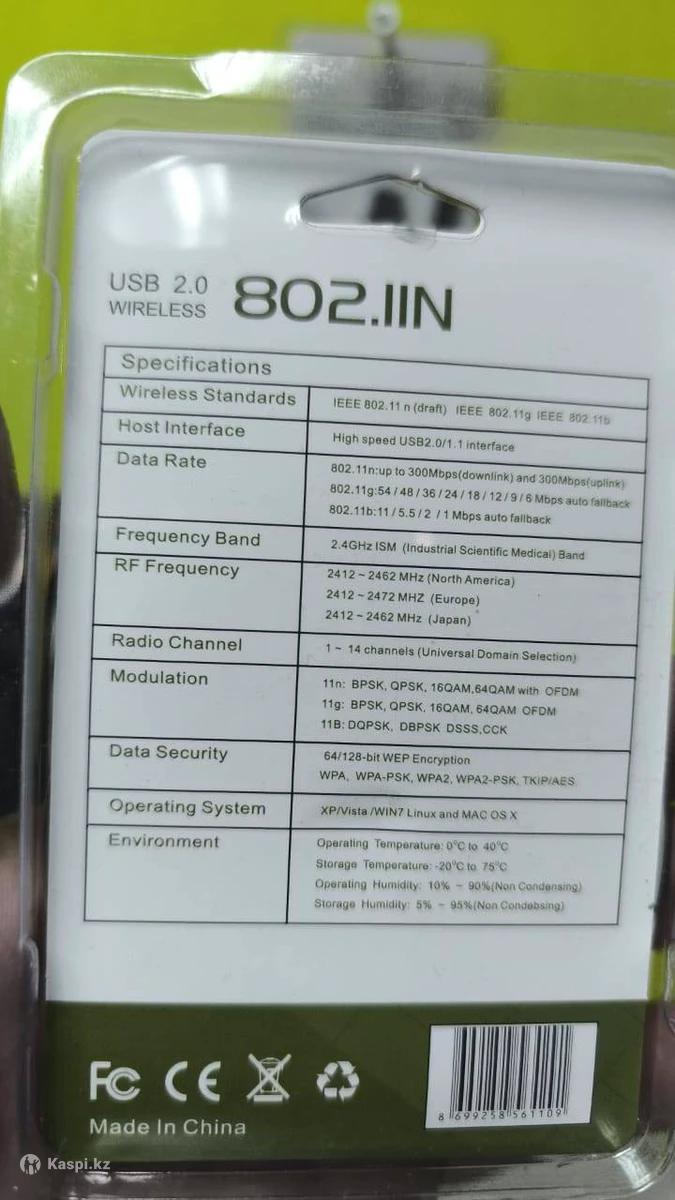 USB 2.0
WIRELESS
802.IIN
Specifications
Wireless Standards
IEEE 802.11 n (draft) IEEE 802.11g IEEE 802.11b
Host Interface
High speed USB2.0/1.1 interface
Data Rate
802.11n:up to 300Mbps(downlink) and 300Mbps(uplink)
802.11g:54 / 48 / 36 / 24 / 18 / 12 / 9 / 6 Mbps auto fallback
802.11b:11 / 5.5 / 2 / 1 Mbps auto fallback
Frequency Band
2.4GHz ISM (Industrial Scientific Medical) Band
RF Frequency
2412 ~ 2462 MHz (North America)
2412 ~ 2472 MHZ (Europe)
2412 ~ 2462 MHz (Japan)
Radio Channel
1 ~ 14 channels (Universal Domain Selection)
Modulation
11n: BPSK, QPSK, 16QAM,64QAM with OFDM
11g: BPSK, QPSK, 16QAM, 64QAM OFDM
11B: DQPSK, DBPSK DSSS,CCK
Data Security
64/128-bit WEP Encryption
WPA, WPA-PSK, WPA2, WPA2-PSK, TKIP/AES
Operating System
XP/Vista /WIN7 Linux and MAC OS X
Environment
Operating Temperature: 0°C to 40°C
Storage Temperature: -20°C to 75°C
Operating Humidity: 10% ~ 90%(Non Condensing)
Storage Humidity: 5% ~ 95%(Non Condebsing)
FC CE
Made In China
8 699258 561109
Kaspi.kz